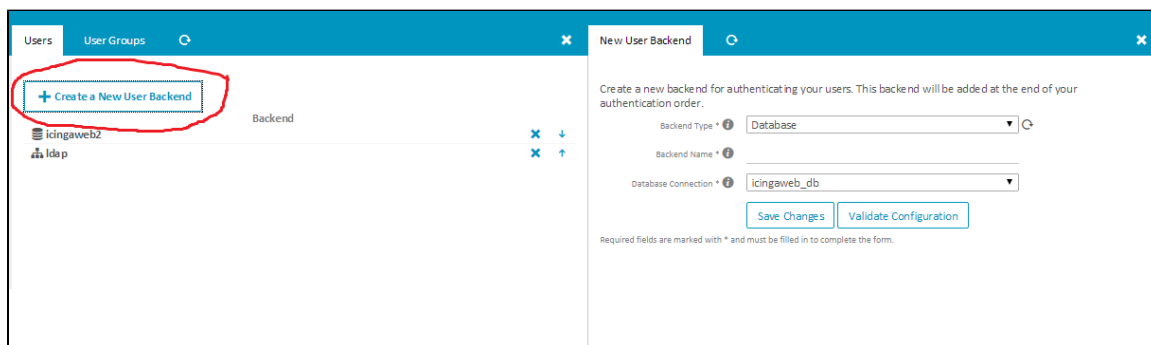 Users User Groups
+ Create a New User Backend
Backend
icingaweb2
ldap
New User Backend
Create a new backend for authenticating your users. This backend will be added at the end of your
authentication order.
Backend Type * Database
Backend Name *
Database Connection * icingaweb_db
Save Changes Validate Configuration
Required fields are marked with * and must be filled in to complete the form.